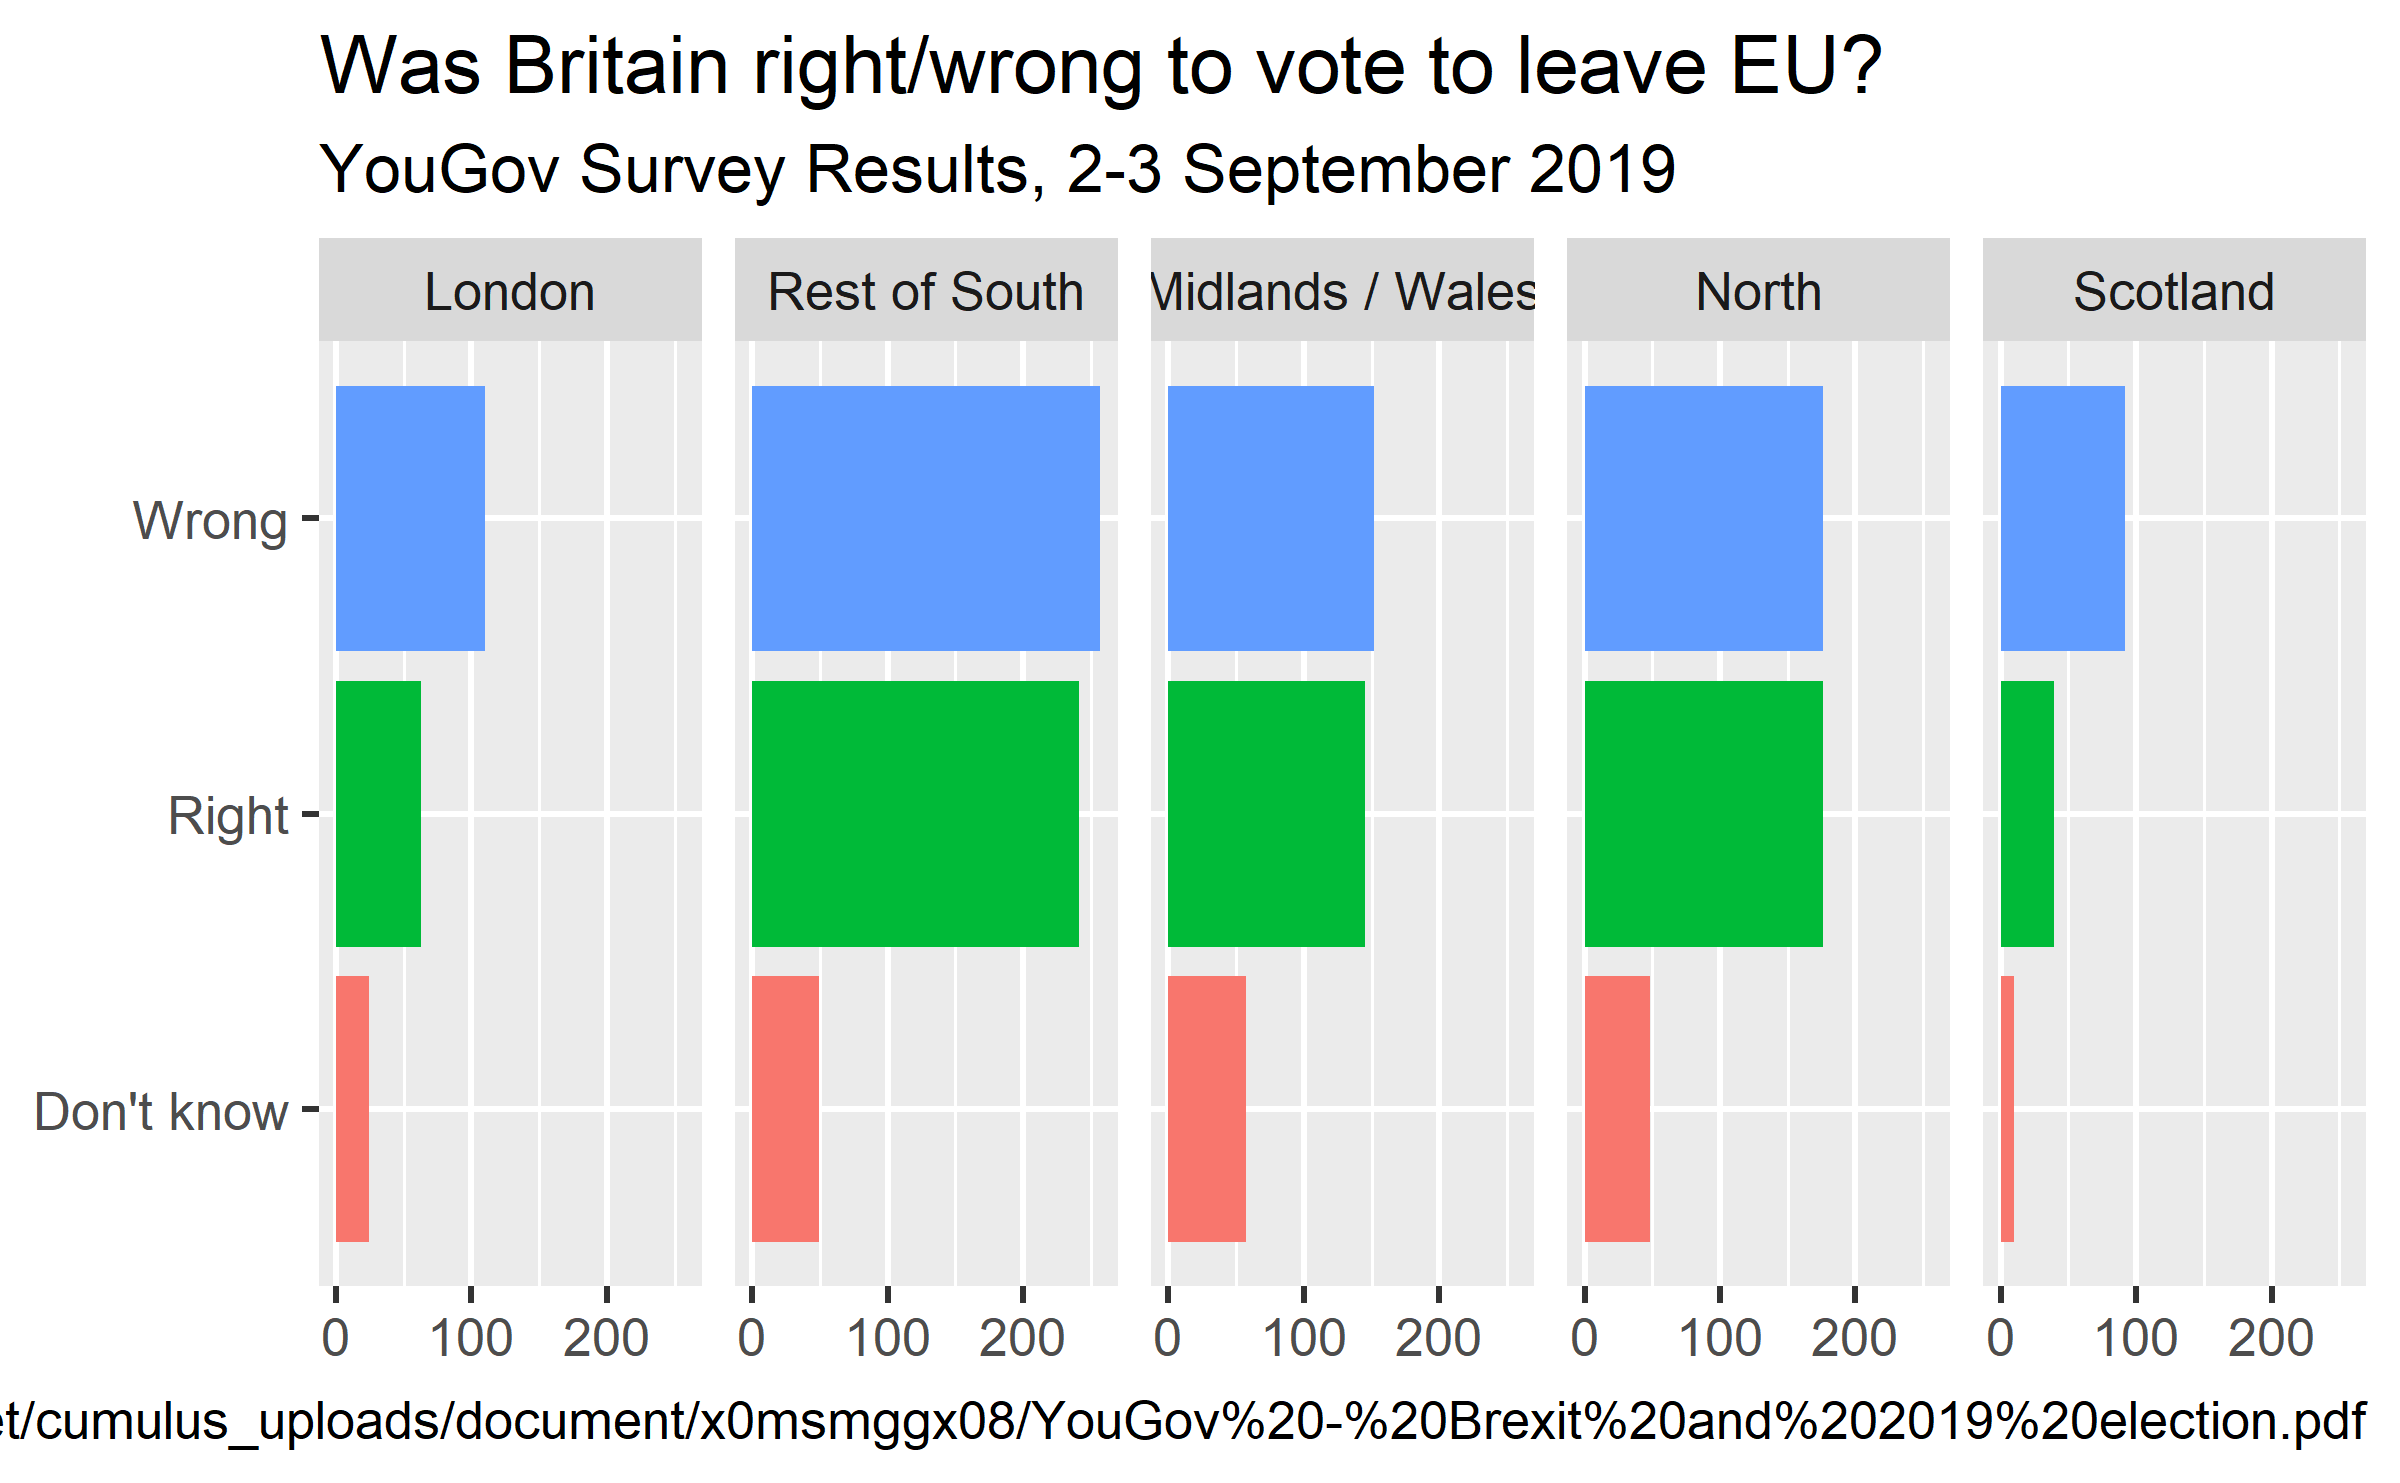 Was Britain right/wrong to vote to leave EU?
YouGov Survey Results, 2-3 September 2019
London Rest of South Midlands / Wales North Scotland
Wrong
Right
Don't know
0 100 200 0 100 200 0 100 200 0 100 200 0 100 200
et/cumulus_uploads/document/x0msmggx08/YouGov%20-%20Brexit%20and%202019%20election.pdf